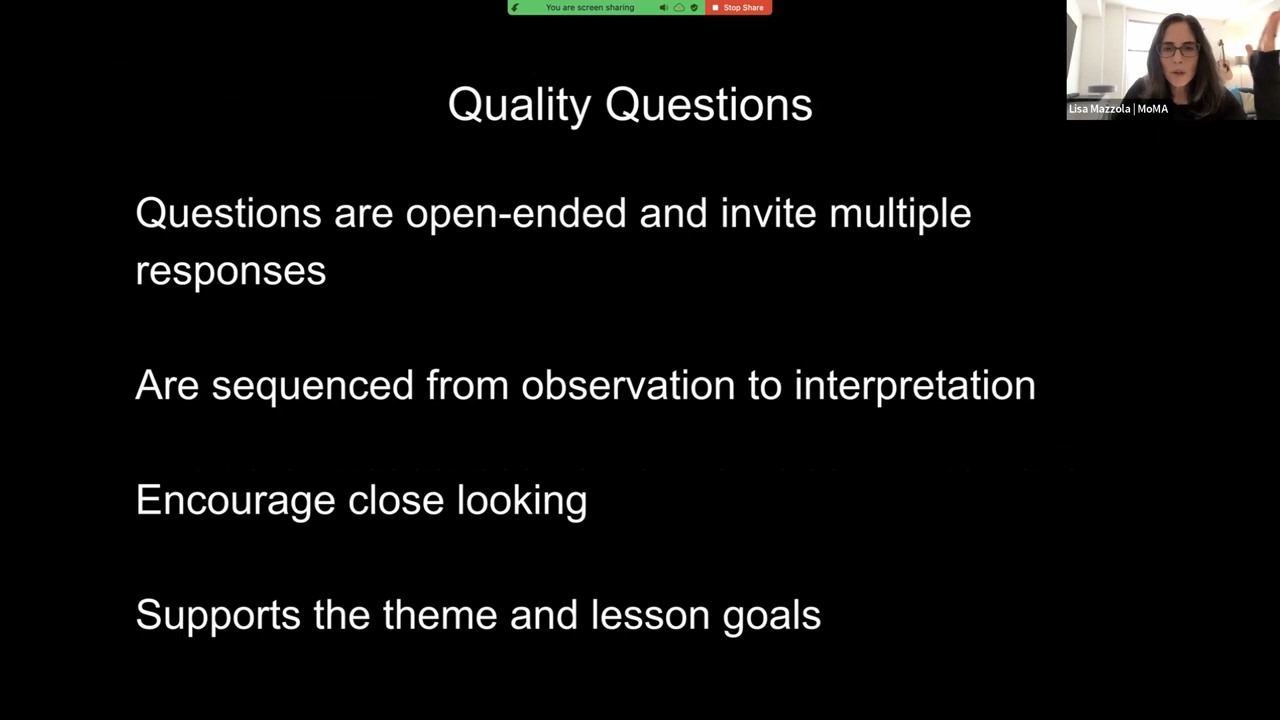 You are screen sharing
Stop Share
Lisa Mazzola | MoMA
Quality Questions
Questions are open-ended and invite multiple
responses
Are sequenced from observation to interpretation
Encourage close looking
Supports the theme and lesson goals